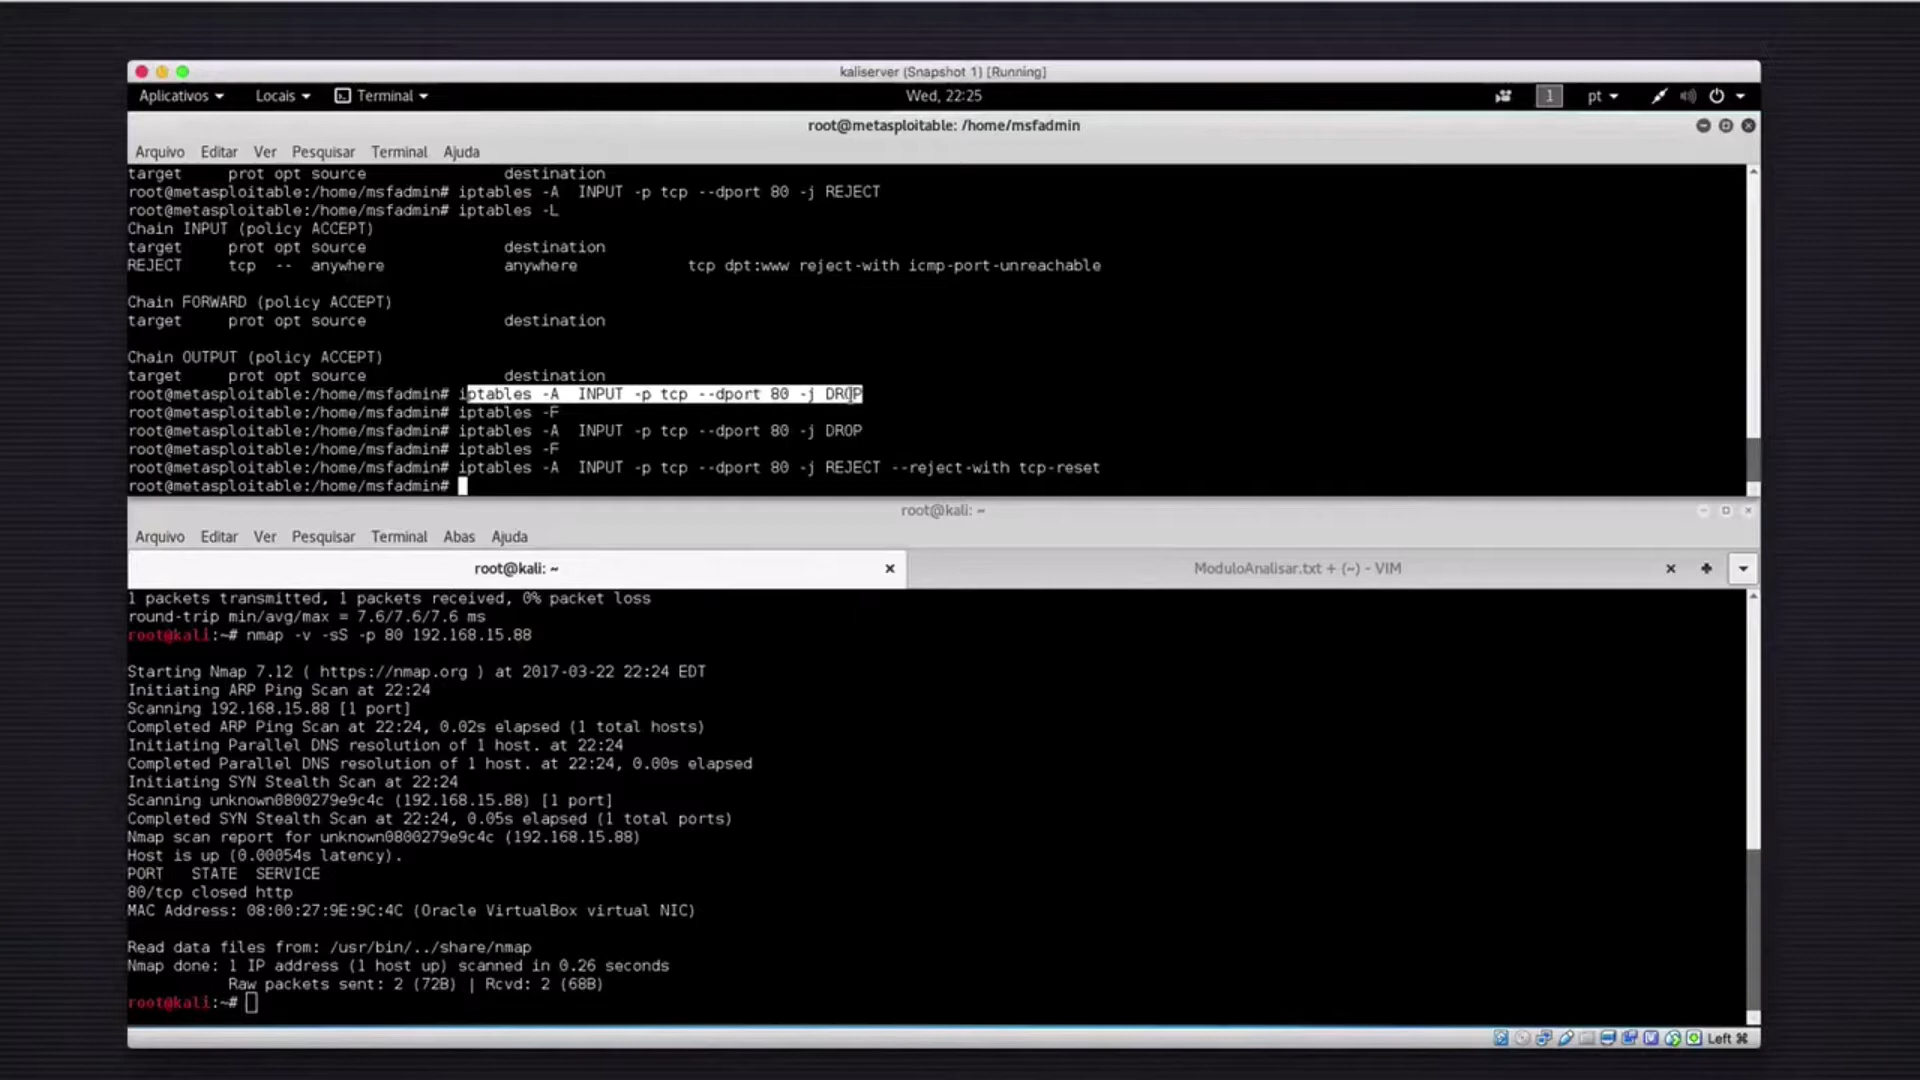 kaliserver (Snapshot 1) [Running]
Aplicativos Locais Terminal Wed, 22:25 1 pt
root@metasploitable: /home/msfadmin
Arquivo Editar Ver Pesquisar Terminal Ajuda
target     prot opt source               destination
root@metasploitable:/home/msfadmin# iptables -A  INPUT -p tcp --dport 80 -j REJECT
root@metasploitable:/home/msfadmin# iptables -L
Chain INPUT (policy ACCEPT)
target     prot opt source               destination
REJECT     tcp  --  anywhere             anywhere            tcp dpt:www reject-with icmp-port-unreachable
Chain FORWARD (policy ACCEPT)
target     prot opt source               destination
Chain OUTPUT (policy ACCEPT)
target     prot opt source               destination
root@metasploitable:/home/msfadmin# iptables -A  INPUT -p tcp --dport 80 -j DROP
root@metasploitable:/home/msfadmin# iptables -F
root@metasploitable:/home/msfadmin# iptables -A  INPUT -p tcp --dport 80 -j DROP
root@metasploitable:/home/msfadmin# iptables -F
root@metasploitable:/home/msfadmin# iptables -A  INPUT -p tcp --dport 80 -j REJECT --reject-with tcp-reset
root@metasploitable:/home/msfadmin#
root@kali: ~
Arquivo Editar Ver Pesquisar Terminal Abas Ajuda
root@kali: ~ ModuloAnalisar.txt + (~) - VIM
1 packets transmitted, 1 packets received, 0% packet loss
round-trip min/avg/max = 7.6/7.6/7.6 ms
root@kali:~# nmap -v -sS -p 80 192.168.15.88
Starting Nmap 7.12 ( https://nmap.org ) at 2017-03-22 22:24 EDT
Initiating ARP Ping Scan at 22:24
Scanning 192.168.15.88 [1 port]
Completed ARP Ping Scan at 22:24, 0.02s elapsed (1 total hosts)
Initiating Parallel DNS resolution of 1 host. at 22:24
Completed Parallel DNS resolution of 1 host. at 22:24, 0.00s elapsed
Initiating SYN Stealth Scan at 22:24
Scanning unknown0800279e9c4c (192.168.15.88) [1 port]
Completed SYN Stealth Scan at 22:24, 0.05s elapsed (1 total ports)
Nmap scan report for unknown0800279e9c4c (192.168.15.88)
Host is up (0.00054s latency).
PORT   STATE  SERVICE
80/tcp closed http
MAC Address: 08:00:27:9E:9C:4C (Oracle VirtualBox virtual NIC)
Read data files from: /usr/bin/../share/nmap
Nmap done: 1 IP address (1 host up) scanned in 0.26 seconds
           Raw packets sent: 2 (72B) | Rcvd: 2 (68B)
root@kali:~#
Left ⌘